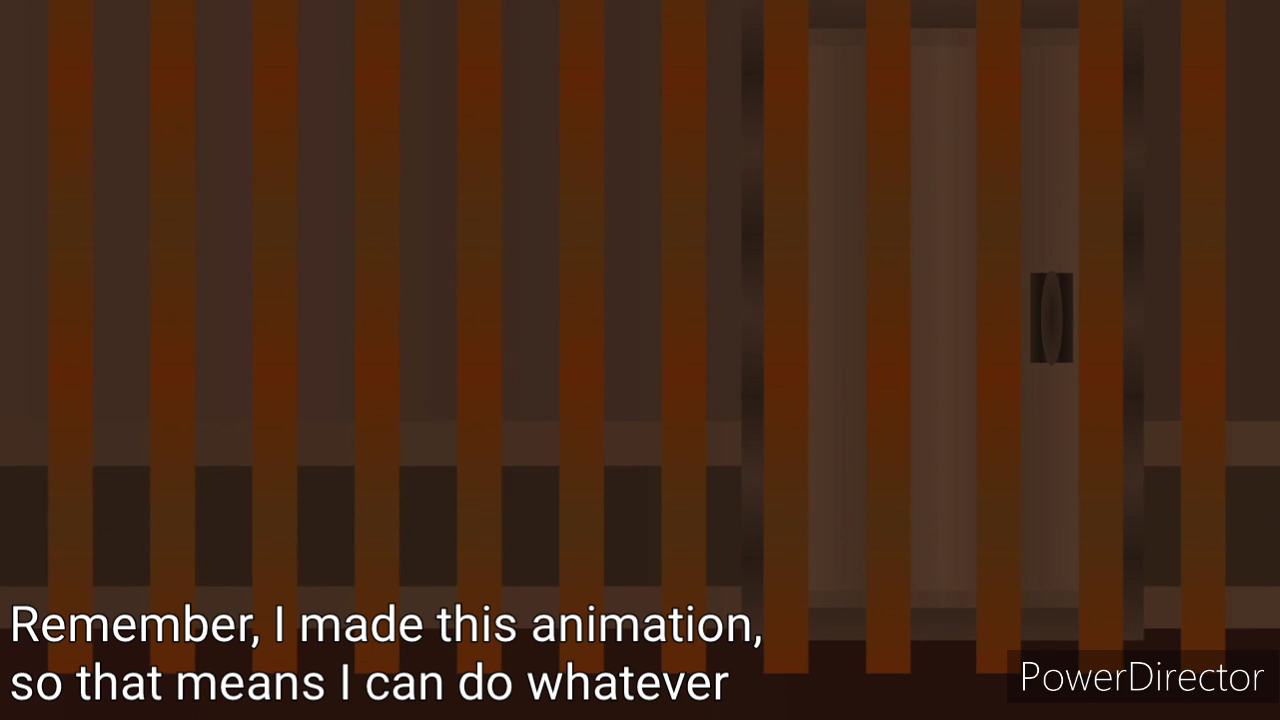 Remember, I made this animation,
so that means I can do whatever
PowerDirector